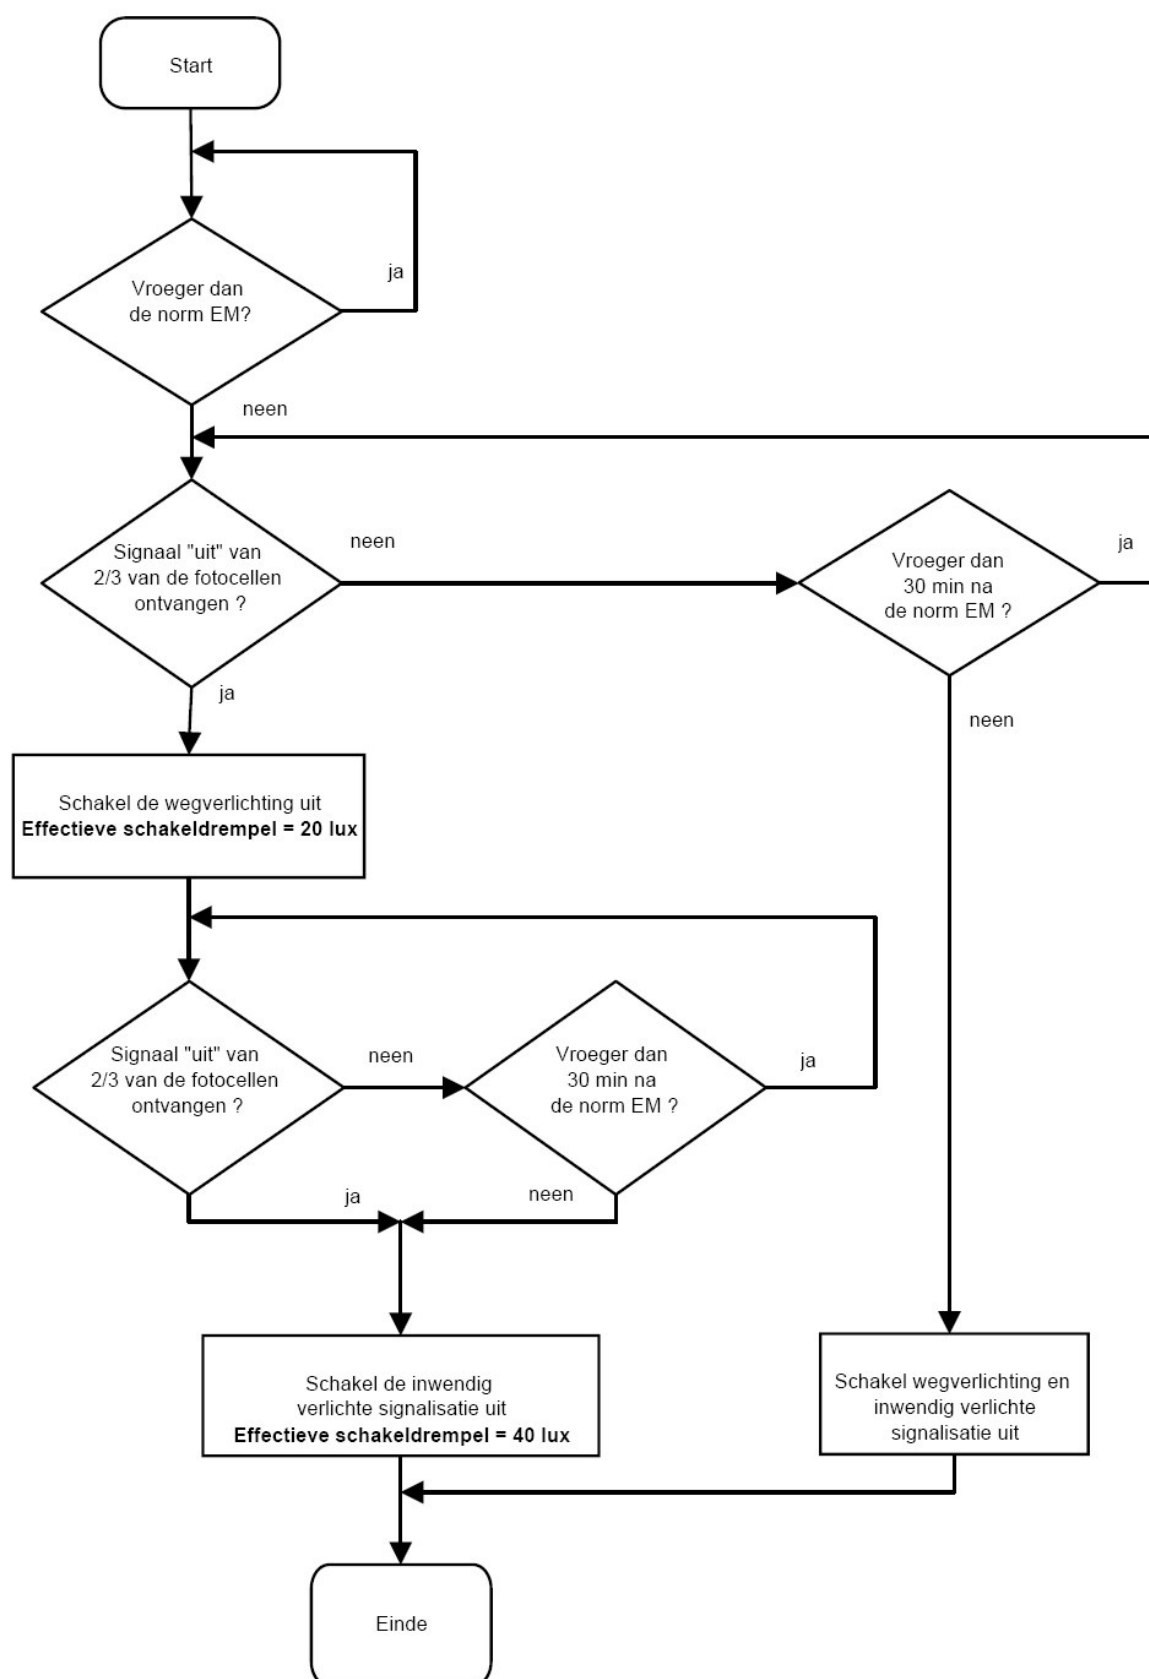 Start
ja
Vroeger dan
de norm EM?
neen
Signaal "uit" van
2/3 van de fotocellen
ontvangen ?
neen
Vroeger dan
30 min na
de norm EM ?
ja
ja
neen
Schakel de wegverlichting uit
Effectieve schakeldrempel = 20 lux
Signaal "uit" van
2/3 van de fotocellen
ontvangen ?
neen
Vroeger dan
30 min na
de norm EM ?
ja
ja
neen
Schakel de inwendig
verlichte signalisatie uit
Effectieve schakeldrempel = 40 lux
Schakel wegverlichting en
inwendig verlichte
signalisatie uit
Einde